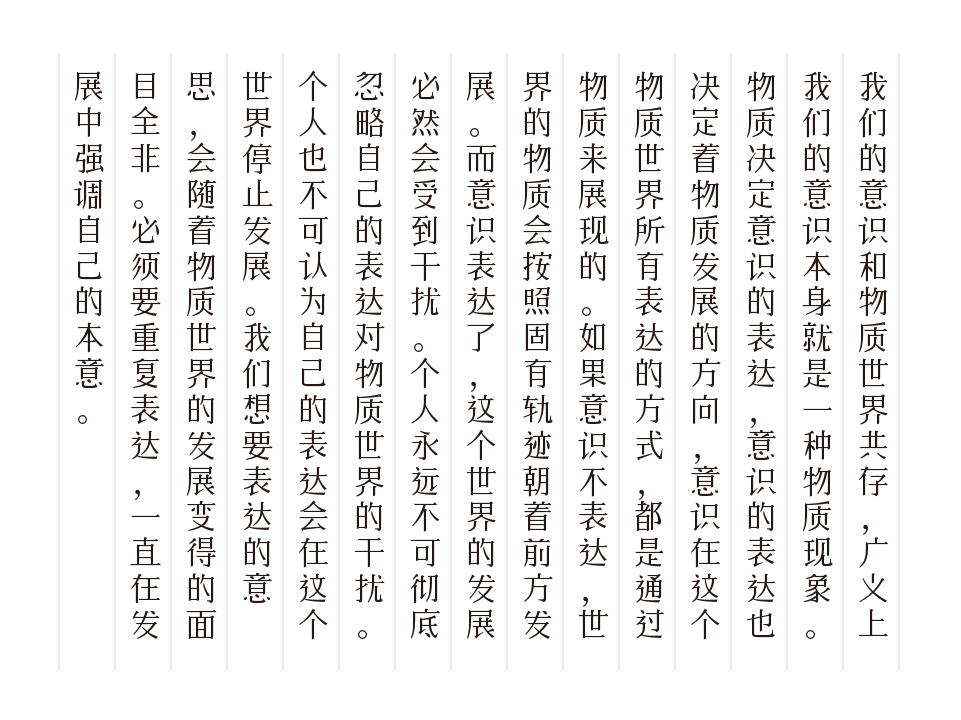 我们的意识和物质世界共存，广义上
我们的意识本身就是一种物质现象。
物质决定意识的表达，意识的表达也
决定着物质发展的方向，意识在这个
物质世界所有表达的方式，都是通过
物质来展现的。如果意识不表达，世
界的物质会按照固有轨迹朝着前方发
展。而意识表达了，这个世界的发展
必然会受到干扰。个人永远不可彻底
忽略自己的表达对物质世界的干扰。
个人也不可认为自己的表达会在这个
世界停止发展。我们想要表达的意
思，会随着物质世界的发展变得的面
目全非。必须要重复表达，一直在发
展中强调自己的本意。